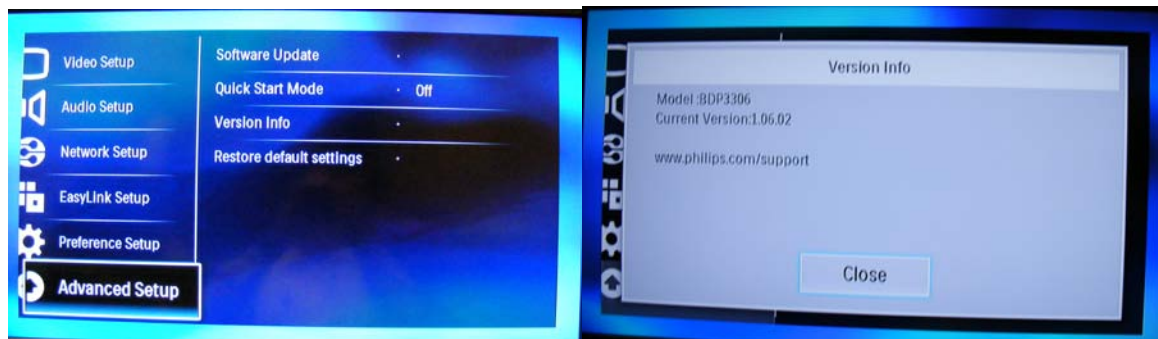 Video Setup
Audio Setup
Network Setup
EasyLink Setup
Preference Setup
Advanced Setup
Software Update
Quick Start Mode Off
Version Info
Restore default settings
Version Info
Model :BDP3306
Current Version:1.06.02
www.philips.com/support
Close